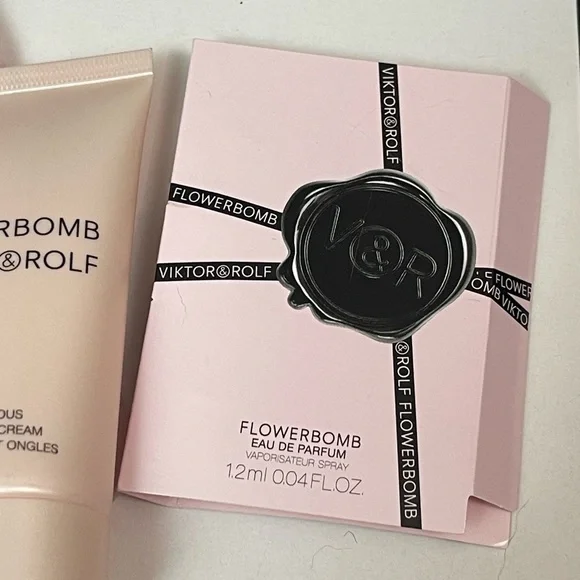 RBOMB
&ROLF
OUS
CREAM
T ONGLES
VIKTOR&ROLF
FLOWERBOMB
VIKTOR&ROLF
V&R
FLOWER
OMB VIKTO
&ROLF FLOWERBOMB
FLOWERBOMB
EAU DE PARFUM
VAPORISATEUR SPRAY
1.2ml 0.04FL.OZ.